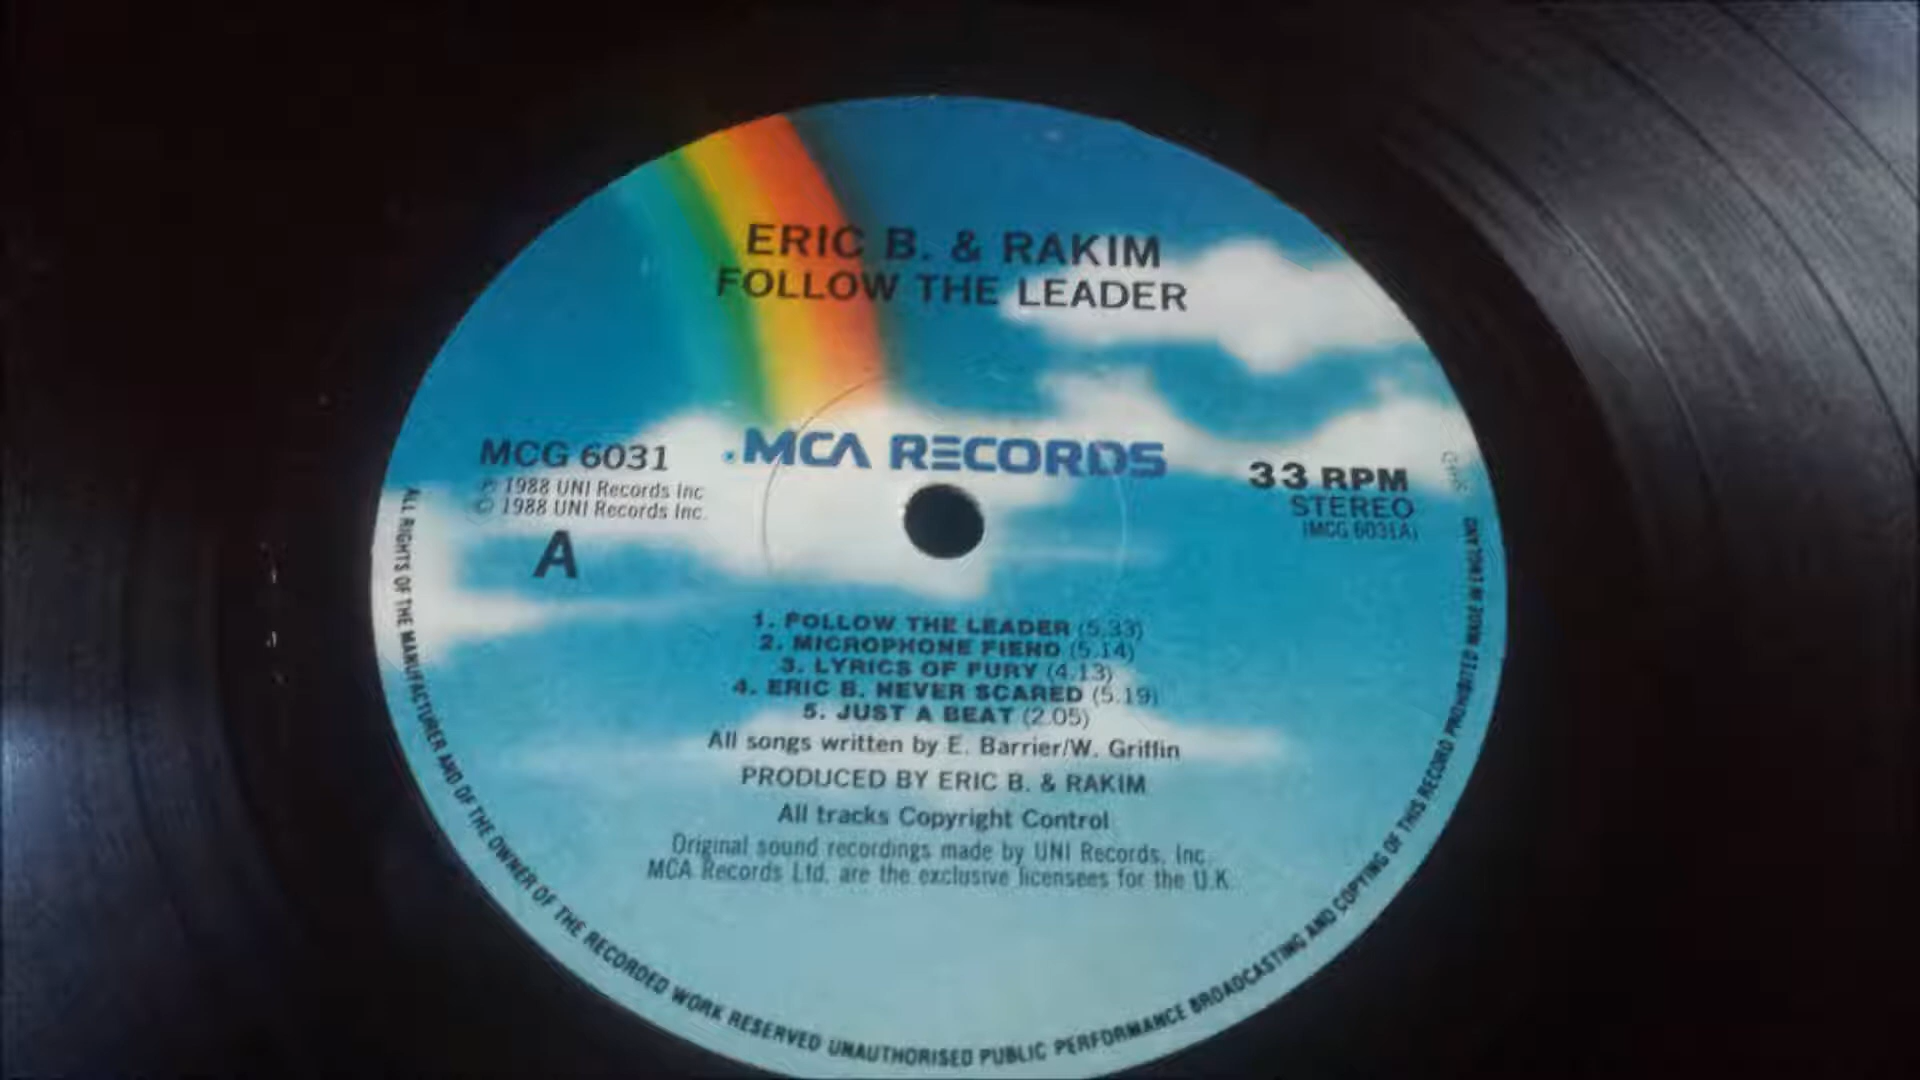 ERIC B. & RAKIM
FOLLOW THE LEADER
MCA RECORDS
MCG 6031
℗ 1988 UNI Records Inc
© 1988 UNI Records Inc.
A
33 RPM
STEREO
(MCG 6031A)
1. FOLLOW THE LEADER (5.33)
2. MICROPHONE FIEND (5.14)
3. LYRICS OF FURY (4.13)
4. ERIC B. NEVER SCARED (5.19)
5. JUST A BEAT (2.05)
All songs written by E. Barrier/W. Griffin
PRODUCED BY ERIC B. & RAKIM
All tracks Copyright Control
Original sound recordings made by UNI Records, Inc.
MCA Records Ltd. are the exclusive licensees for the U.K.
ALL RIGHTS OF THE MANUFACTURER AND OF THE OWNER OF THE RECORDED WORK RESERVED UNAUTHORISED PUBLIC PERFORMANCE BROADCASTING AND COPYING OF THIS RECORD PROHIBITED MADE IN ENGLAND